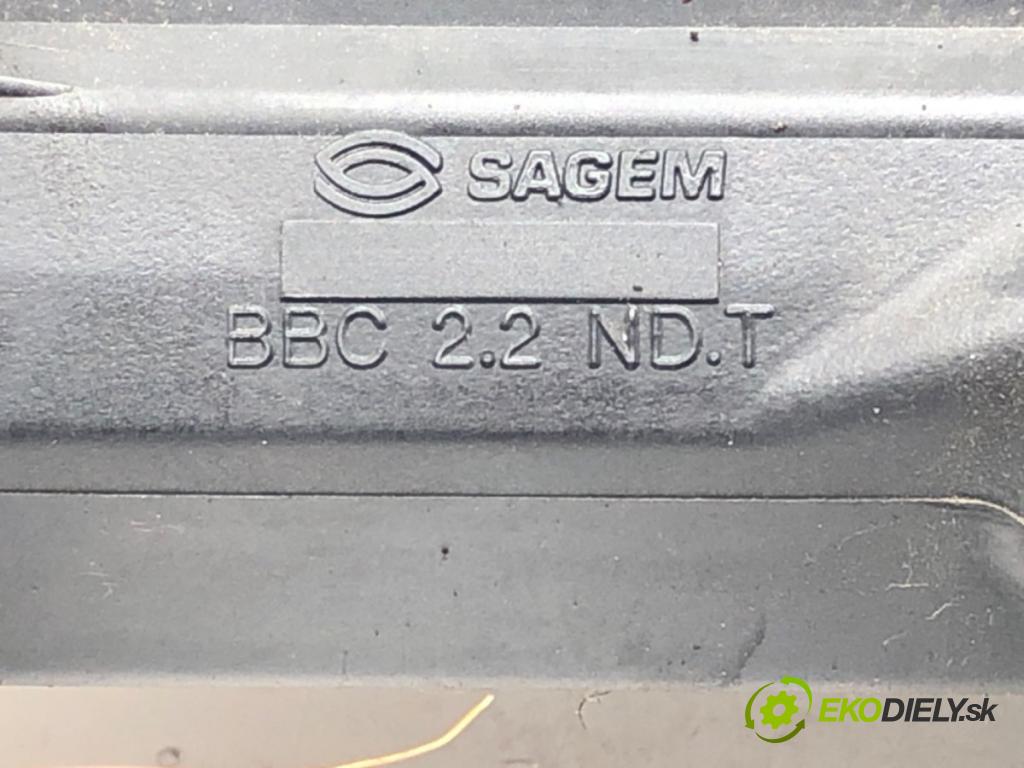 SAGEM
BBC 2.2 ND.T
EKODIELY.sk